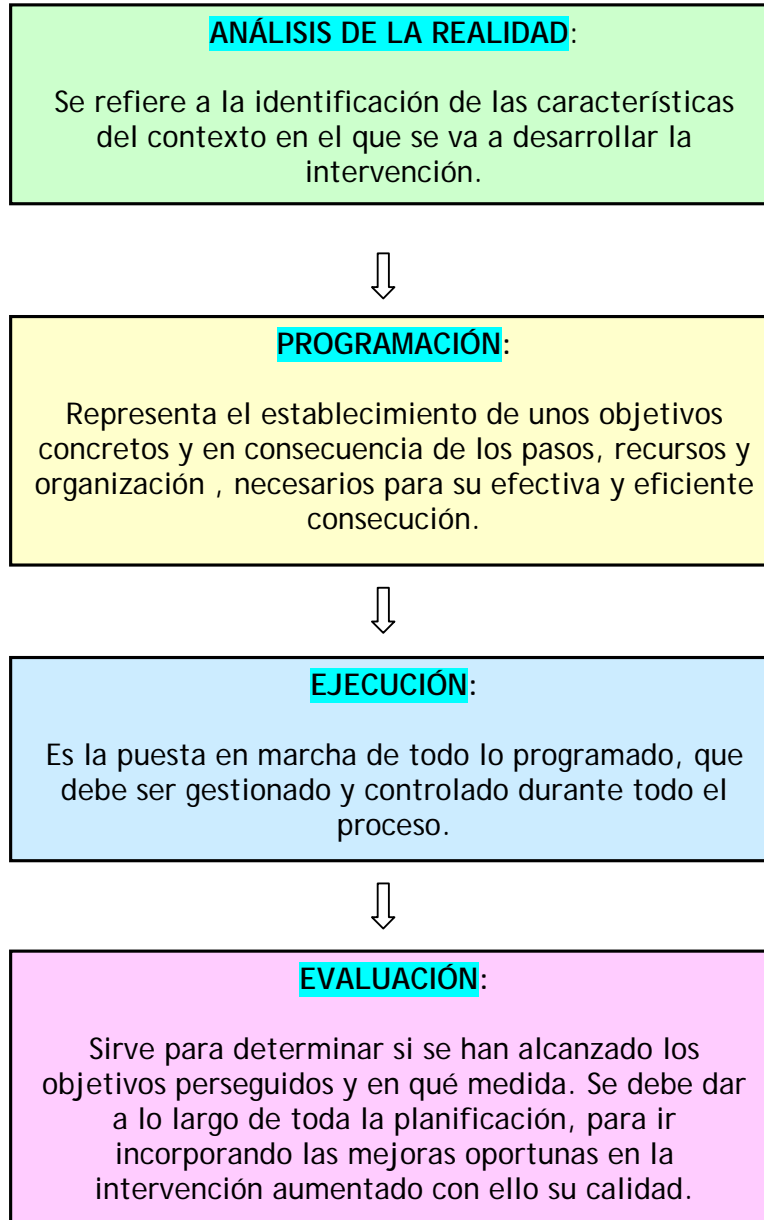 ANÁLISIS DE LA REALIDAD:
Se refiere a la identificación de las características
del contexto en el que se va a desarrollar la
intervención.
PROGRAMACIÓN:
Representa el establecimiento de unos objetivos
concretos y en consecuencia de los pasos, recursos y
organización , necesarios para su efectiva y eficiente
consecución.
EJECUCIÓN:
Es la puesta en marcha de todo lo programado, que
debe ser gestionado y controlado durante todo el
proceso.
EVALUACIÓN:
Sirve para determinar si se han alcanzado los
objetivos perseguidos y en qué medida. Se debe dar
a lo largo de toda la planificación, para ir
incorporando las mejoras oportunas en la
intervención aumentado con ello su calidad.